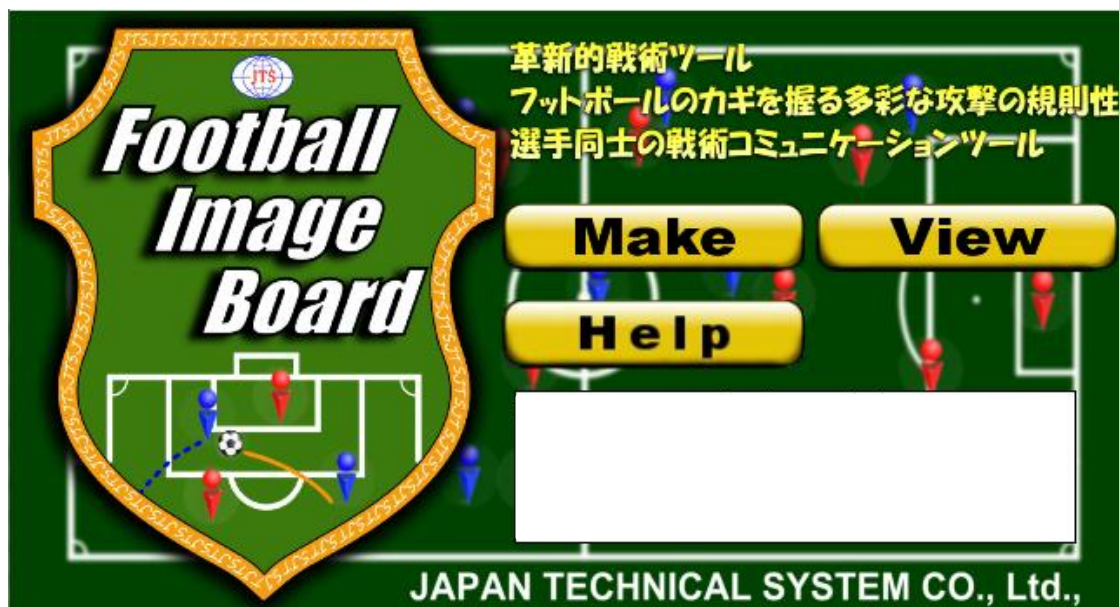 JTS
Football
Image
Board
革新的戦術ツール
フットボールのカギを握る多彩な攻撃の規則性
選手同士の戦術コミュニケーションツール
Make
View
Help
JAPAN TECHNICAL SYSTEM CO., Ltd.,